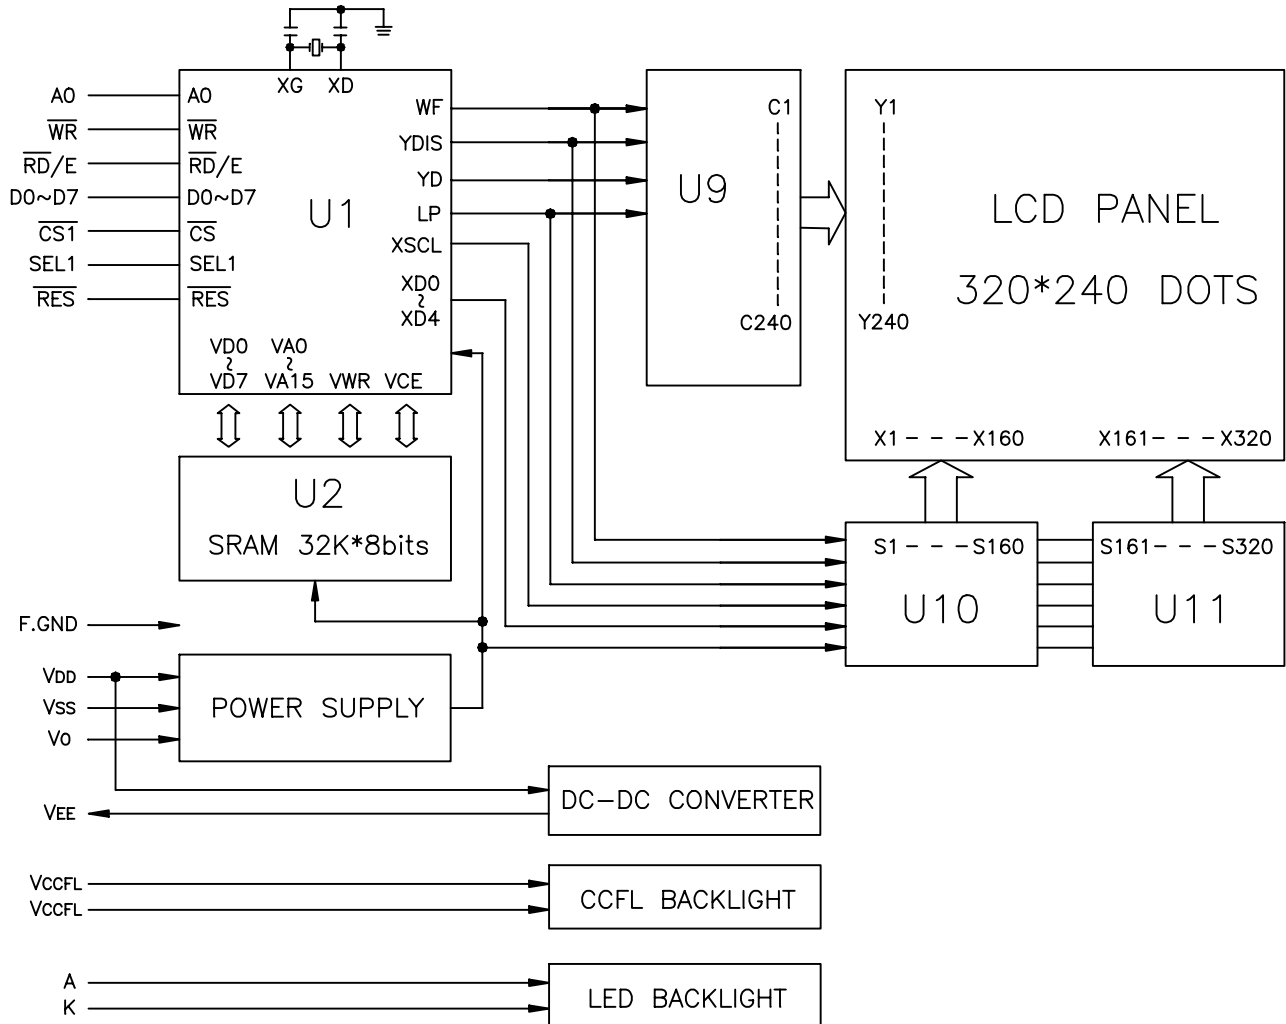 XG XD
A0 A0
WR WR
RD/E RD/E
D0~D7 D0~D7
CS1 CS
SEL1 SEL1
RES RES
U1
WF
YDIS
YD
LP
XSCL
XD0
~
XD4
VD0 VA0
~ ~
VD7 VA15 VWR VCE
U2
SRAM 32K*8bits
U9
C1
C240
Y1
Y240
LCD PANEL
320*240 DOTS
X1 - - - X160 X161 - - - X320
S1 - - - S160
U10
S161 - - - S320
U11
F.GND
VDD
VSS
VO
POWER SUPPLY
VEE
DC-DC CONVERTER
VCCFL
VCCFL
CCFL BACKLIGHT
A
K
LED BACKLIGHT